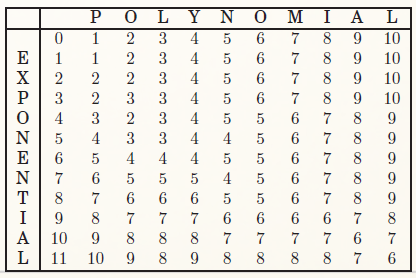 P O L Y N O M I A L
0 1 2 3 4 5 6 7 8 9 10
E 1 1 2 3 4 5 6 7 8 9 10
X 2 2 2 3 4 5 6 7 8 9 10
P 3 2 3 3 4 5 6 7 8 9 10
O 4 3 2 3 4 5 5 6 7 8 9
N 5 4 3 3 4 4 5 6 7 8 9
E 6 5 4 4 4 5 5 6 7 8 9
N 7 6 5 5 5 4 5 6 7 8 9
T 8 7 6 6 6 5 5 6 7 8 9
I 9 8 7 7 7 6 6 6 6 7 8
A 10 9 8 8 8 7 7 7 7 6 7
L 11 10 9 8 9 8 8 8 8 7 6